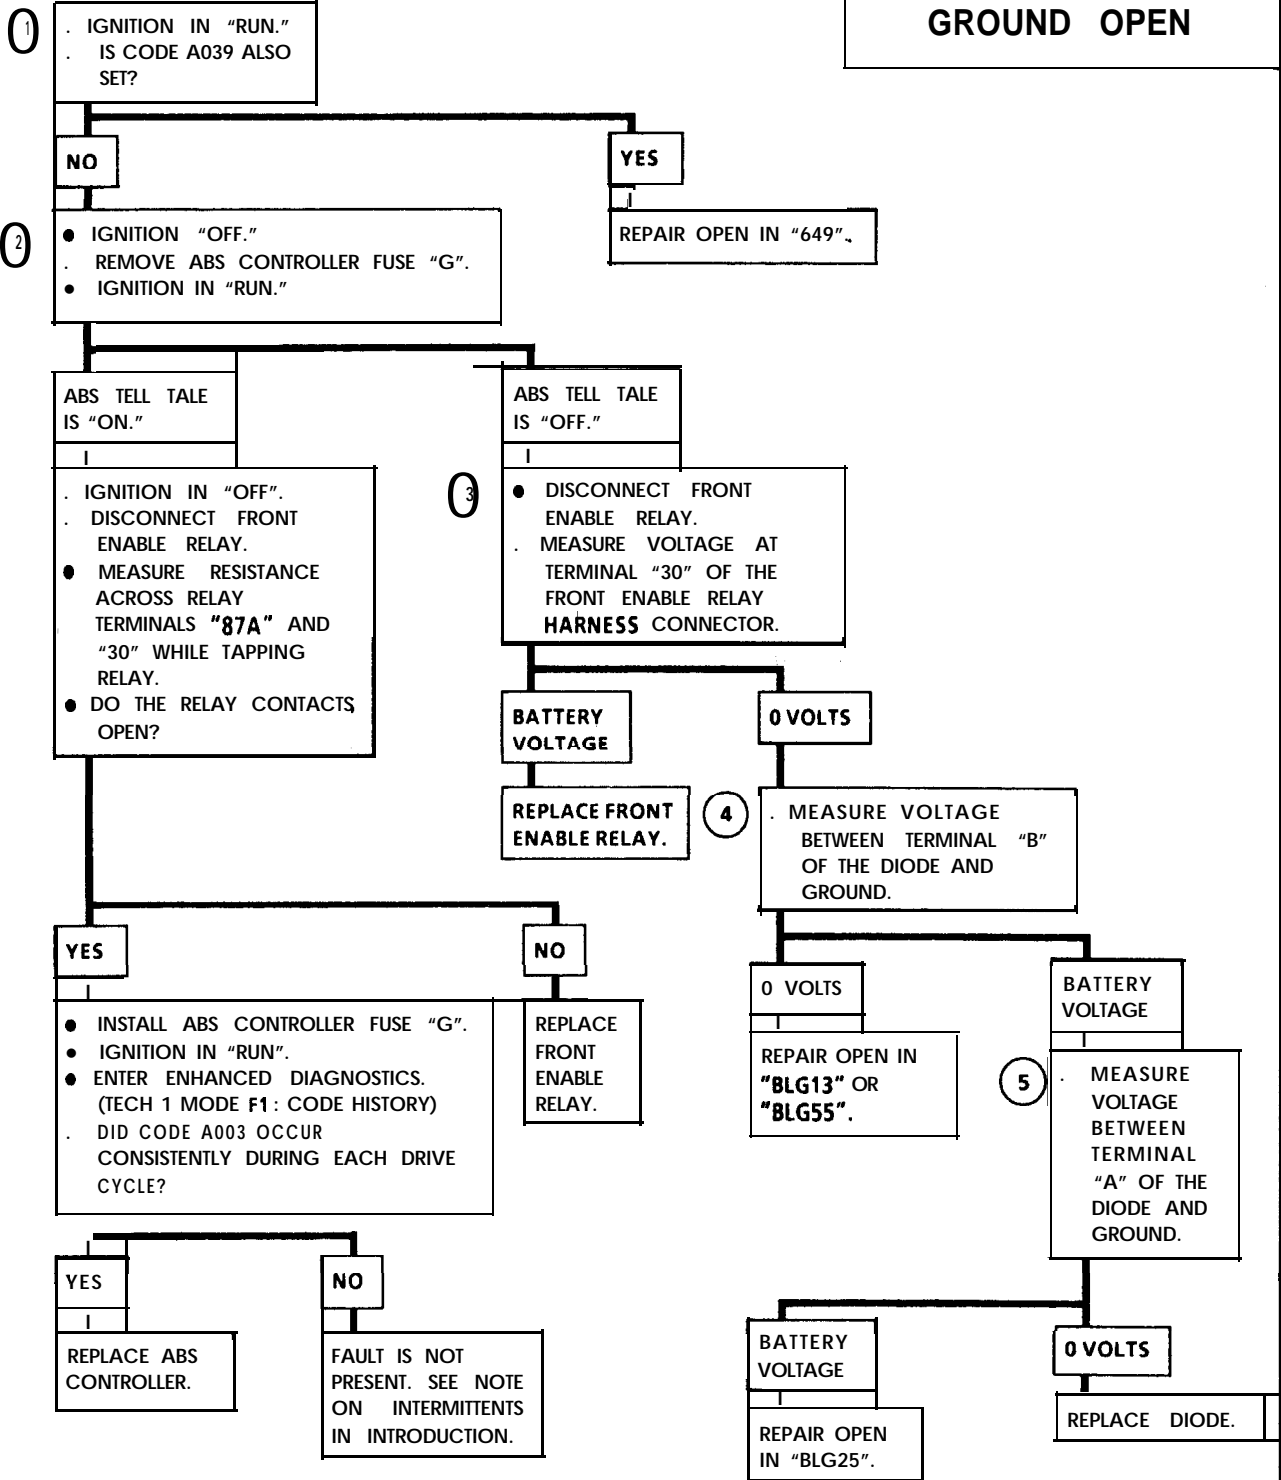 GROUND OPEN
1
. IGNITION IN “RUN.”
. IS CODE A039 ALSO
SET?
NO
YES
2
● IGNITION “OFF.”
. REMOVE ABS CONTROLLER FUSE “G”.
● IGNITION IN “RUN.”
REPAIR OPEN IN “649”.
ABS TELL TALE
IS “ON.”
ABS TELL TALE
IS “OFF.”
. IGNITION IN “OFF”.
. DISCONNECT FRONT
ENABLE RELAY.
● MEASURE RESISTANCE
ACROSS RELAY
TERMINALS "87A" AND
“30” WHILE TAPPING
RELAY.
● DO THE RELAY CONTACTS
OPEN?
3
● DISCONNECT FRONT
ENABLE RELAY.
. MEASURE VOLTAGE AT
TERMINAL “30” OF THE
FRONT ENABLE RELAY
HARNESS CONNECTOR.
BATTERY
VOLTAGE
0 VOLTS
REPLACE FRONT
ENABLE RELAY.
4
. MEASURE VOLTAGE
BETWEEN TERMINAL “B”
OF THE DIODE AND
GROUND.
YES
NO
0 VOLTS
BATTERY
VOLTAGE
● INSTALL ABS CONTROLLER FUSE “G”.
● IGNITION IN “RUN”.
● ENTER ENHANCED DIAGNOSTICS.
(TECH 1 MODE F1: CODE HISTORY)
. DID CODE A003 OCCUR
CONSISTENTLY DURING EACH DRIVE
CYCLE?
REPLACE
FRONT
ENABLE
RELAY.
REPAIR OPEN IN
"BLG13" OR
"BLG55".
5
. MEASURE
VOLTAGE
BETWEEN
TERMINAL
“A” OF THE
DIODE AND
GROUND.
YES
NO
REPLACE ABS
CONTROLLER.
FAULT IS NOT
PRESENT. SEE NOTE
ON INTERMITTENTS
IN INTRODUCTION.
BATTERY
VOLTAGE
0 VOLTS
REPAIR OPEN
IN “BLG25”.
REPLACE DIODE.